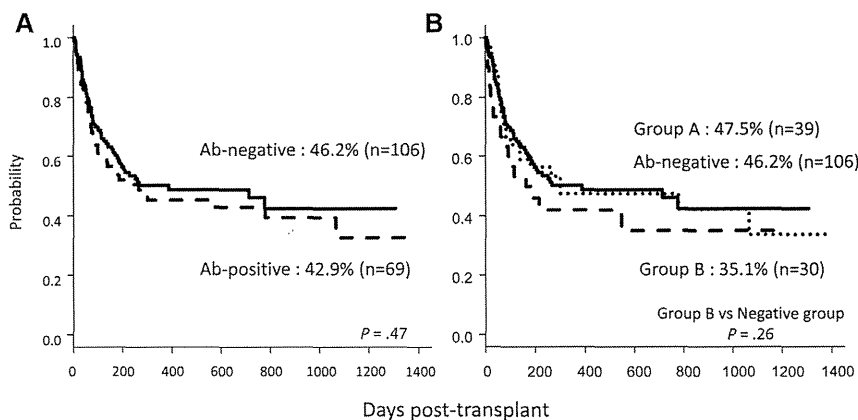 A
B
1.0
0.8
0.6
0.4
0.2
0.0
Probability
Ab-negative : 46.2% (n=106)
Ab-positive : 42.9% (n=69)
P = .47
0 200 400 600 800 1000 1200 1400
1.0
0.8
0.6
0.4
0.2
0.0
Group A : 47.5% (n=39)
Ab-negative : 46.2% (n=106)
Group B : 35.1% (n=30)
Group B vs Negative group
P = .26
0 200 400 600 800 1000 1200 1400
Days post-transplant